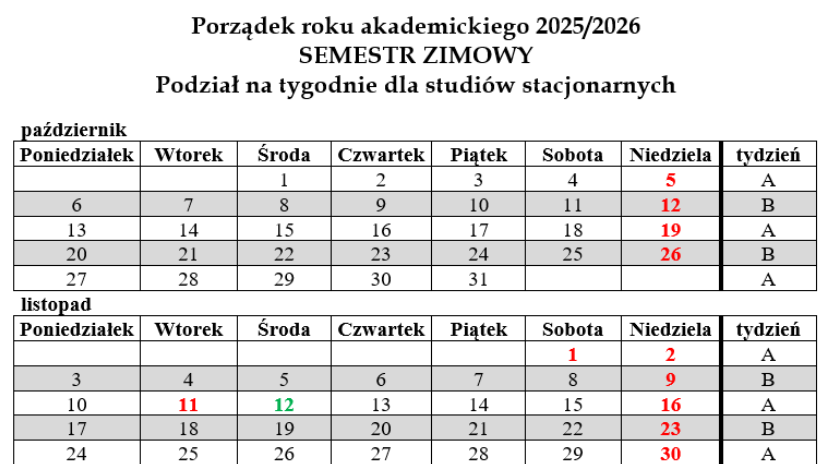 Porządek roku akademickiego 2025/2026
SEMESTR ZIMOWY
Podział na tygodnie dla studiów stacjonarnych
październik
Poniedziałek Wtorek Środa Czwartek Piątek Sobota Niedziela tydzień
1 2 3 4 5 A
6 7 8 9 10 11 12 B
13 14 15 16 17 18 19 A
20 21 22 23 24 25 26 B
27 28 29 30 31 A
listopad
Poniedziałek Wtorek Środa Czwartek Piątek Sobota Niedziela tydzień
1 2 A
3 4 5 6 7 8 9 B
10 11 12 13 14 15 16 A
17 18 19 20 21 22 23 B
24 25 26 27 28 29 30 A